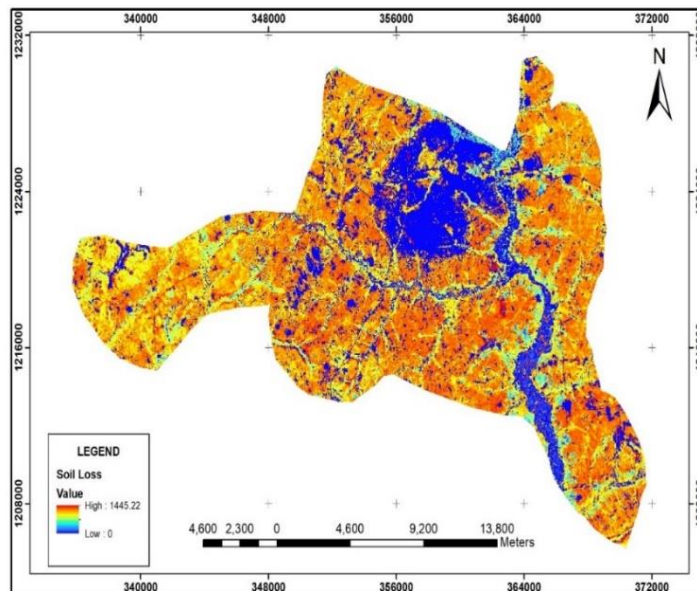 340000 348000 356000 364000 372000
1232000
N
1224000
1216000
1208000
LEGEND
Soil Loss
Value
High : 1445.22
Low : 0
4,600 2,300 0 4,600 9,200 13,800
Meters
340000 348000 356000 364000 372000